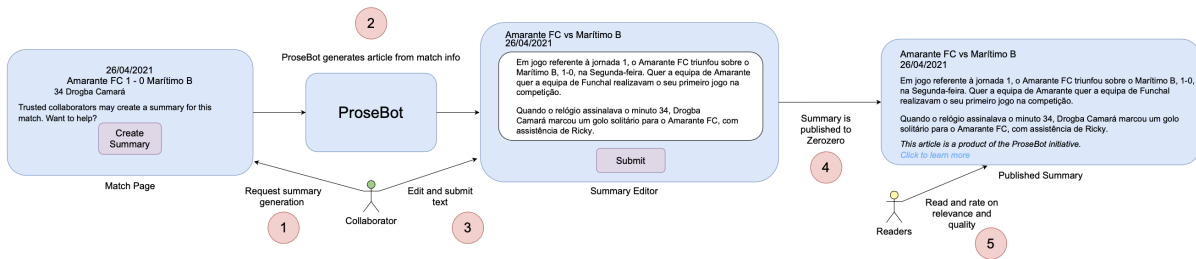 2
ProseBot generates article from match info
26/04/2021
Amarante FC 1 - 0 Marítimo B
34 Drogba Camará
Trusted collaborators may create a summary for this
match. Want to help?
Create
Summary
Match Page
ProseBot
Request summary
generation
1
Collaborator
Edit and submit
text
3
Amarante FC vs Marítimo B
26/04/2021
Em jogo referente à jornada 1, o Amarante FC triunfou sobre o
Marítimo B, 1-0, na Segunda-feira. Quer a equipa de Amarante
quer a equipa de Funchal realizavam o seu primeiro jogo na
competição.
Quando o relógio assinalava o minuto 34, Drogba
Camará marcou um golo solitário para o Amarante FC, com
assistência de Ricky.
Submit
Summary Editor
Summary is
published to
Zerozero
4
Amarante FC vs Marítimo B
26/04/2021
Em jogo referente à jornada 1, o Amarante FC triunfou sobre o Marítimo B, 1-0,
na Segunda-feira. Quer a equipa de Amarante quer a equipa de Funchal
realizavam o seu primeiro jogo na competição.
Quando o relógio assinalava o minuto 34, Drogba Camará marcou um golo
solitário para o Amarante FC, com assistência de Ricky.
This article is a product of the ProseBot initiative.
Click to learn more
Published Summary
Readers
Read and rate on
relevance and
quality
5